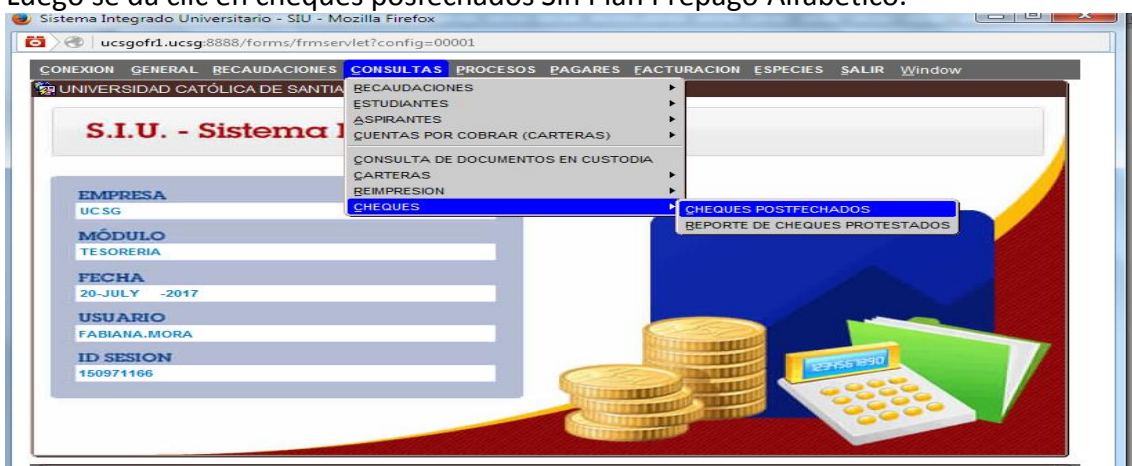 Luego se da clic en cheques posfechados Sin Plan Prepago Alfabético.
Sistema Integrado Universitario - SIU - Mozilla Firefox
ucsgofr1.ucsg:8888/forms/frmservlet?config=00001
CONEXION GENERAL RECAUDACIONES CONSULTAS PROCESOS PAGARES FACTURACION ESPECIES SALIR Window
UNIVERSIDAD CATÓLICA DE SANTIA
RECAUDACIONES
ESTUDIANTES
ASPIRANTES
CUENTAS POR COBRAR (CARTERAS)
CONSULTA DE DOCUMENTOS EN CUSTODIA
CARTERAS
REIMPRESION
CHEQUES
CHEQUES POSTFECHADOS
REPORTE DE CHEQUES PROTESTADOS
S.I.U. - Sistema I
EMPRESA
UCSG
MÓDULO
TESORERIA
FECHA
20-JULY -2017
USUARIO
FABIANA.MORA
ID SESION
150971166
1234567890